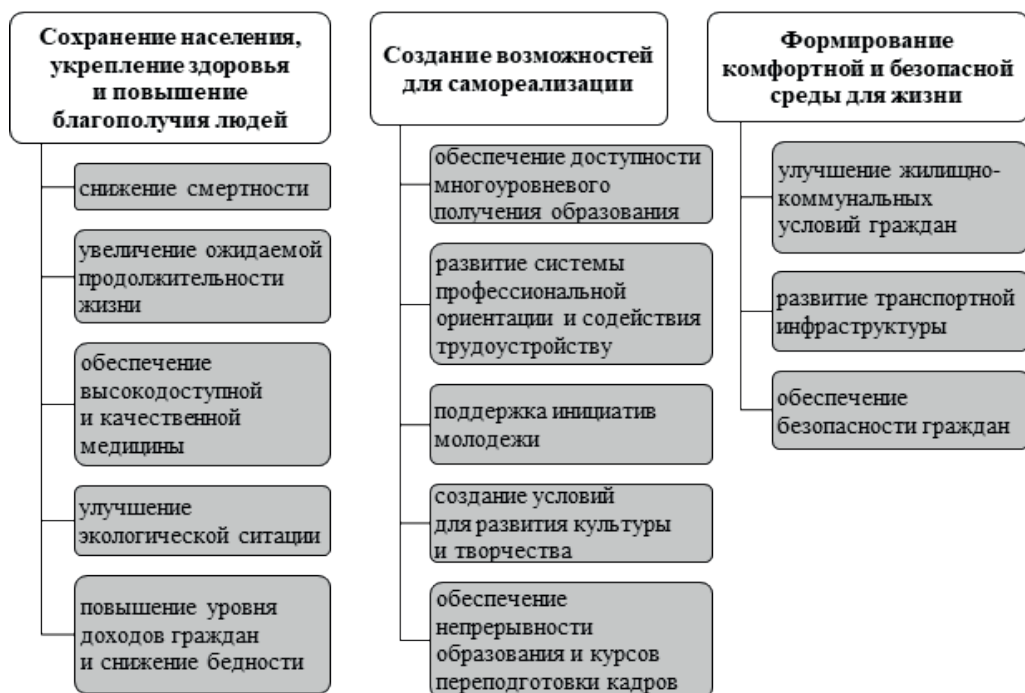 Сохранение населения,
укрепление здоровья
и повышение
благополучия людей
снижение смертности
увеличение ожидаемой
продолжительности
жизни
обеспечение
высокодоступной
и качественной
медицины
улучшение
экологической ситации
повышение уровня
доходов граждан
и снижение бедности
Создание возможностей
для самореализации
обеспечение доступности
многоуровневого
получения образования
развитие системы
профессиональной
ориентации и содействия
трудоустройству
поддержка инициатив
молодежи
создание условий
для развития культуры
и творчества
обеспечение
непрерывности
образования и курсов
переподготовки кадров
Формирование
комфортной и безопасной
среды для жизни
улучшение жилищно-
коммунальных
условий граждан
развитие транспортной
инфраструктуры
обеспечение
безопасности граждан